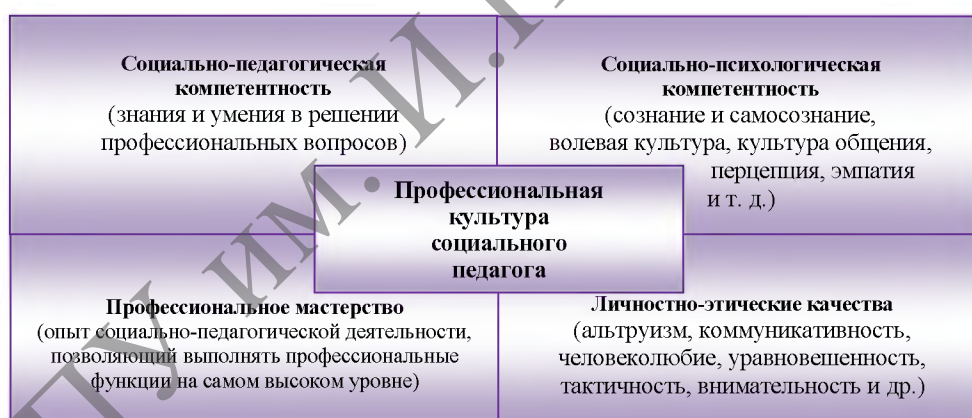 Социально-педагогическая
компетентность
(знания и умения в решении
профессиональных вопросов)
Социально-психологическая
компетентность
(сознание и самосознание,
волевая культура, культура общения,
перцепция, эмпатия
и т. д.)
Профессиональная
культура
социального
педагога
Профессиональное мастерство
(опыт социально-педагогической деятельности,
позволяющий выполнять профессиональные
функции на самом высоком уровне)
Личностно-этические качества
(альтруизм, коммуникативность,
человеколюбие, уравновешенность,
тактичность, внимательность и др.)
ПУ им. И.